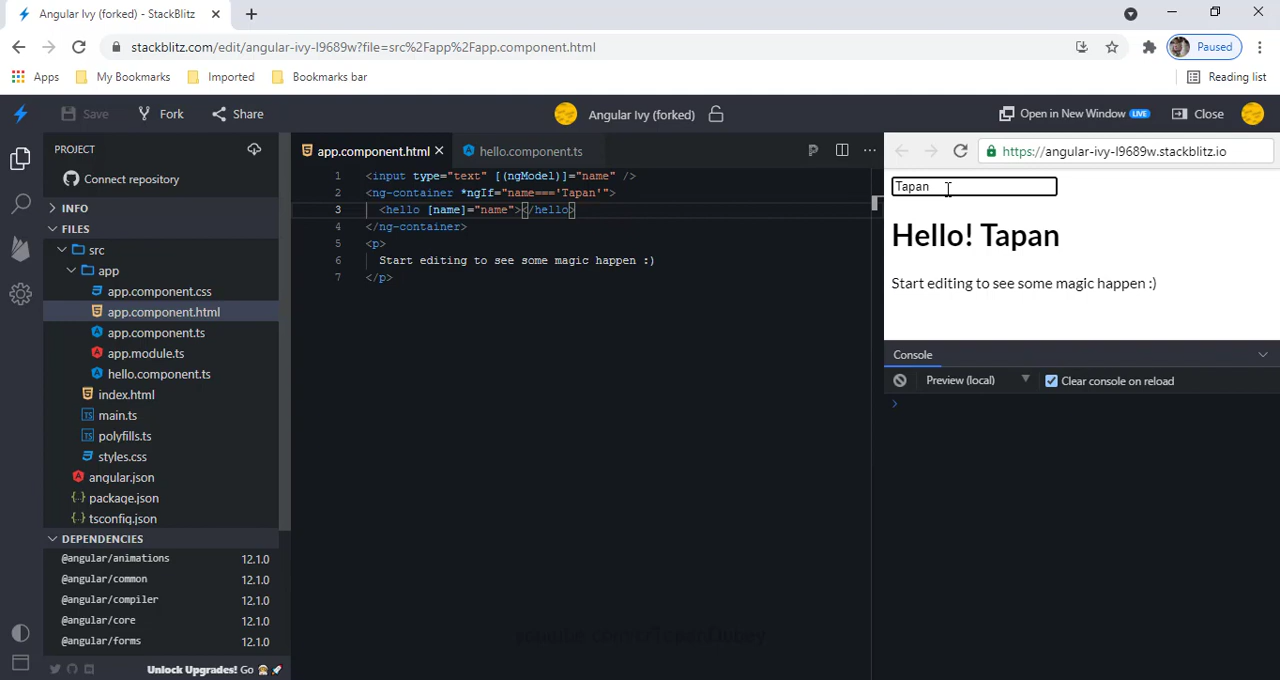 Angular Ivy (forked) - StackBlitz
stackblitz.com/edit/angular-ivy-l9689w?file=src%2Fapp%2Fapp.component.html
Paused
Apps My Bookmarks Imported Bookmarks bar Reading list
Save Fork Share Angular Ivy (forked) Open in New Window LIVE Close
PROJECT
Connect repository
INFO
FILES
src
app
app.component.css
app.component.html
app.component.ts
app.module.ts
hello.component.ts
index.html
main.ts
polyfills.ts
styles.css
angular.json
package.json
tsconfig.json
DEPENDENCIES
@angular/animations 12.1.0
@angular/common 12.1.0
@angular/compiler 12.1.0
@angular/core 12.1.0
@angular/forms 12.1.0
Unlock Upgrades! Go
app.component.html hello.component.ts
1 <input type="text" [(ngModel)]="name" />
2 <ng-container *ngIf="name==='Tapan'">
3 <hello [name]="name"></hello>
4 </ng-container>
5 <p>
6 Start editing to see some magic happen :)
7 </p>
https://angular-ivy-l9689w.stackblitz.io
Tapan
Hello! Tapan
Start editing to see some magic happen :)
Console
Preview (local) Clear console on reload